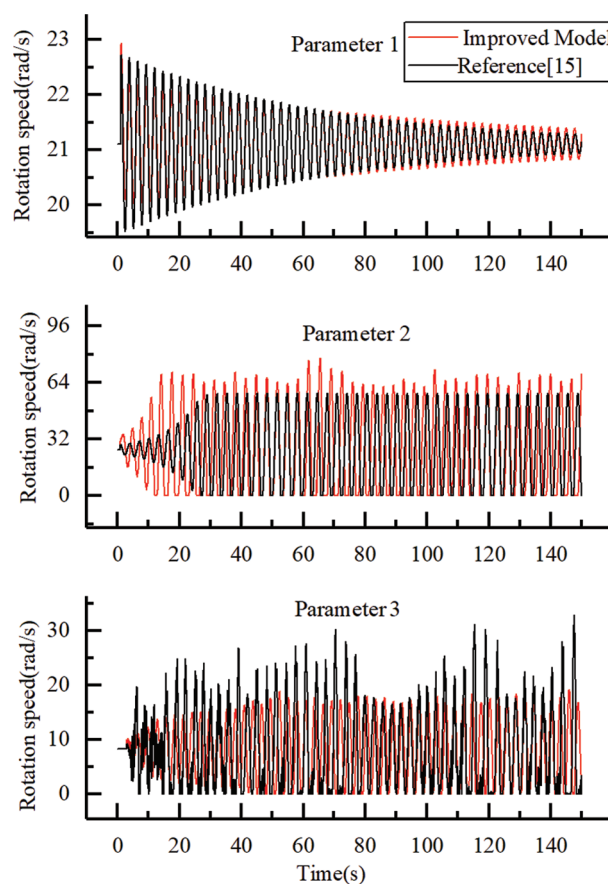 Parameter 1
Improved Model
Reference[15]
Rotation speed(rad/s)
23
22
21
20
0 20 40 60 80 100 120 140
Parameter 2
Rotation speed(rad/s)
96
64
32
0
0 20 40 60 80 100 120 140
Parameter 3
Rotation speed(rad/s)
30
20
10
0
0 20 40 60 80 100 120 140
Time(s)